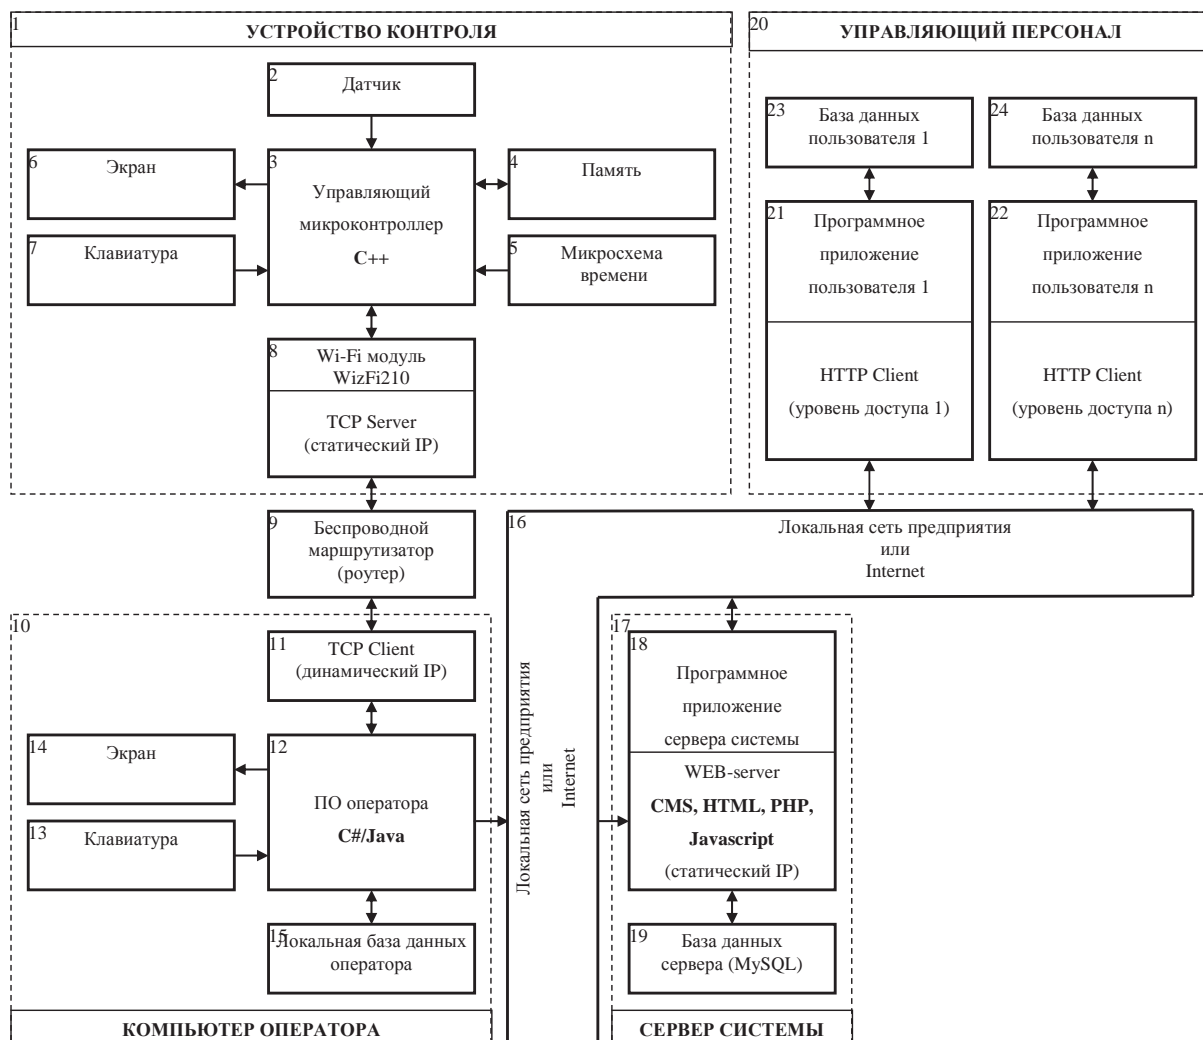 1
УСТРОЙСТВО КОНТРОЛЯ
2
Датчик
6
Экран
3
Управляющий
микроконтроллер
C++
4
Память
7
Клавиатура
5
Микросхема
времени
8
Wi-Fi модуль
WizFi210
TCP Server
(статический IP)
20
УПРАВЛЯЮЩИЙ ПЕРСОНАЛ
23
База данных
пользователя 1
24
База данных
пользователя n
21
Программное
приложение
пользователя 1
HTTP Client
(уровень доступа 1)
22
Программное
приложение
пользователя n
HTTP Client
(уровень доступа n)
9
Беспроводной
маршрутизатор
(роутер)
16
Локальная сеть предприятия
или
Internet
Локальная сеть предприятия
или
Internet
10
11
TCP Client
(динамический IP)
14
Экран
12
ПО оператора
C#/Java
13
Клавиатура
15
Локальная база данных
оператора
КОМПЬЮТЕР ОПЕРАТОРА
17
18
Программное
приложение
сервера системы
WEB-server
CMS, HTML, PHP,
Javascript
(статический IP)
19
База данных
сервера (MySQL)
СЕРВЕР СИСТЕМЫ